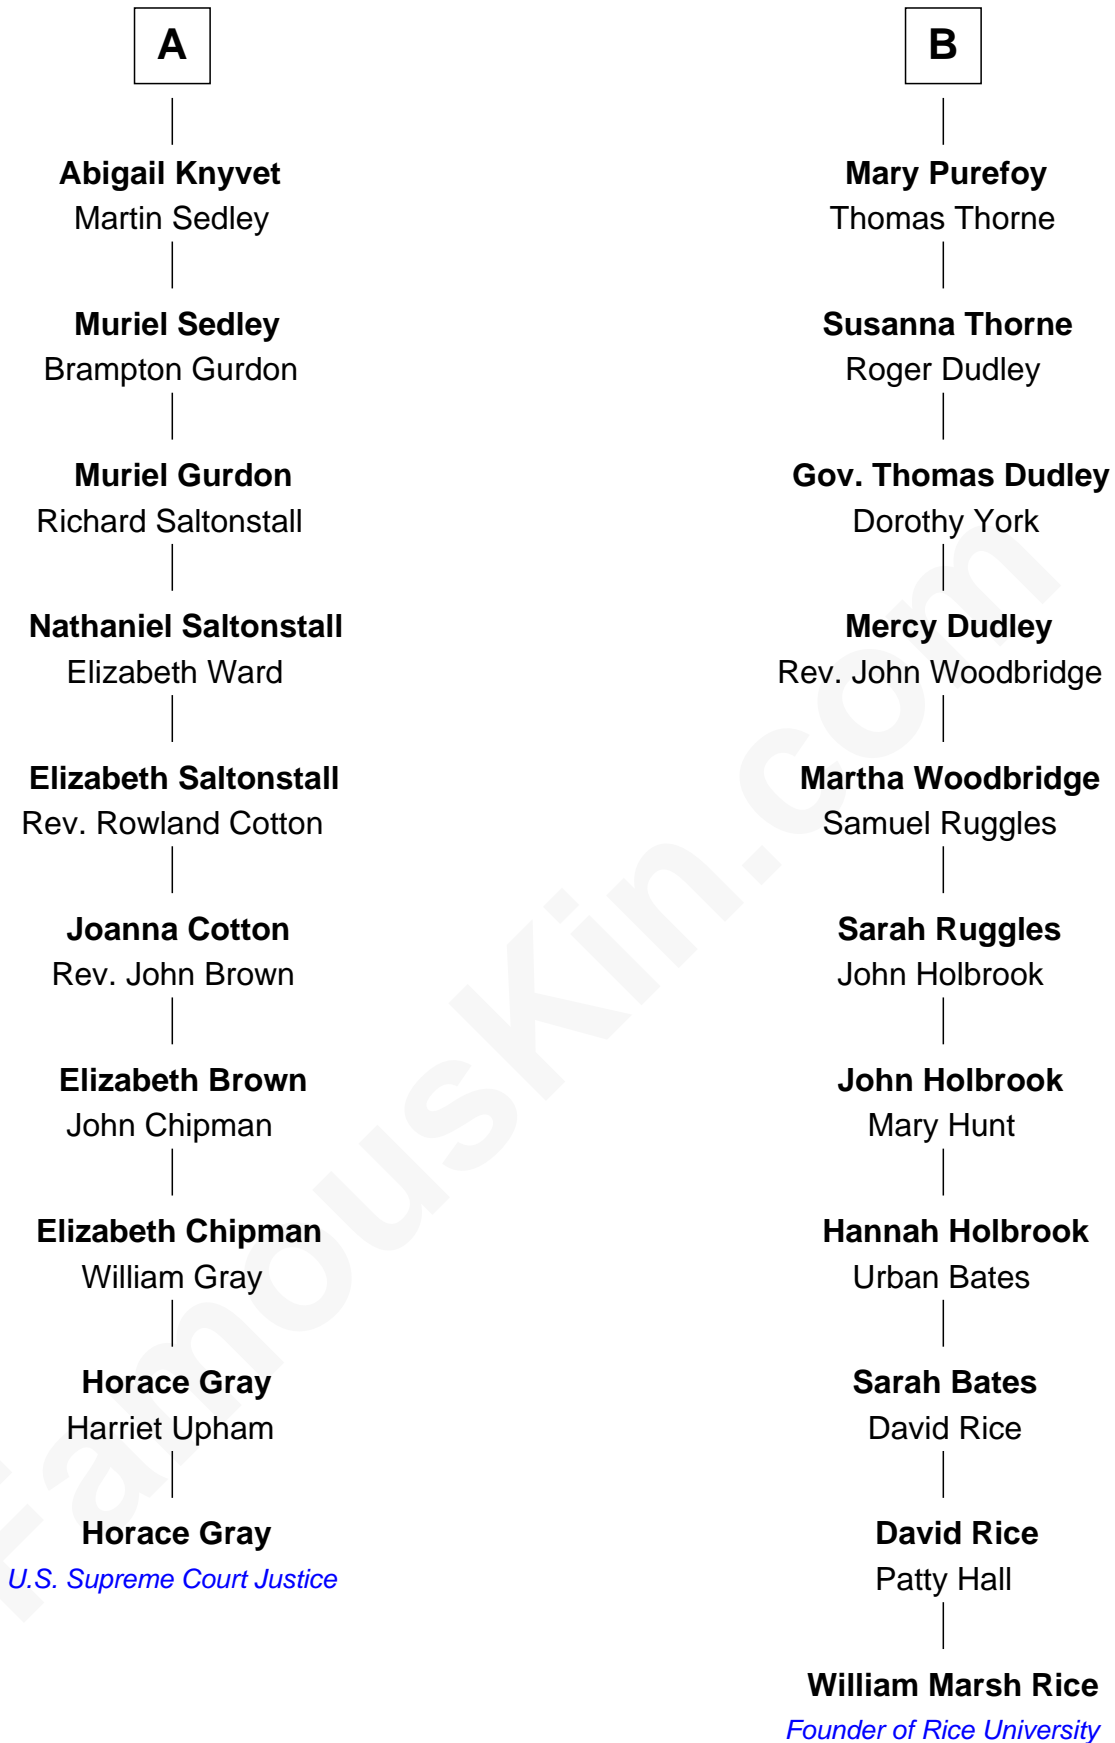 A
Abigail Knyvet
Martin Sedley
Muriel Sedley
Brampton Gurdon
Muriel Gurdon
Richard Saltonstall
Nathaniel Saltonstall
Elizabeth Ward
Elizabeth Saltonstall
Rev. Rowland Cotton
Joanna Cotton
Rev. John Brown
Elizabeth Brown
John Chipman
Elizabeth Chipman
William Gray
Horace Gray
Harriet Upham
Horace Gray
U.S. Supreme Court Justice
B
Mary Purefoy
Thomas Thorne
Susanna Thorne
Roger Dudley
Gov. Thomas Dudley
Dorothy York
Mercy Dudley
Rev. John Woodbridge
Martha Woodbridge
Samuel Ruggles
Sarah Ruggles
John Holbrook
John Holbrook
Mary Hunt
Hannah Holbrook
Urban Bates
Sarah Bates
David Rice
David Rice
Patty Hall
William Marsh Rice
Founder of Rice University
FamousKin.com